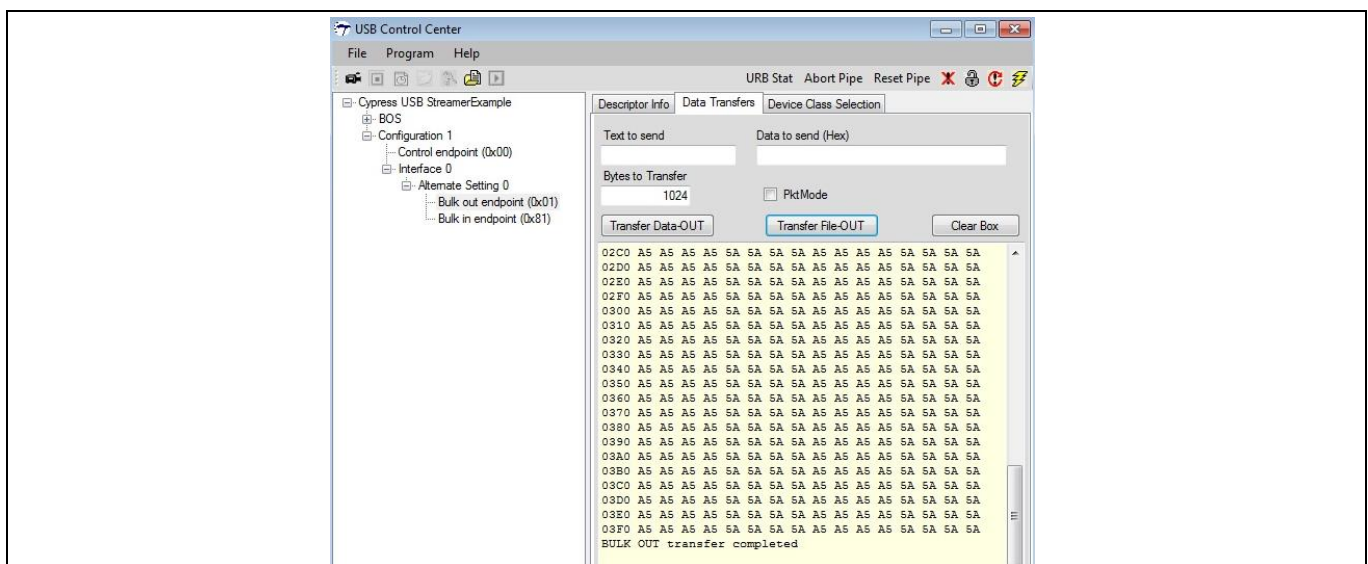 USB Control Center
File Program Help
URB Stat Abort Pipe Reset Pipe
Cypress USB StreamerExample
BOS
Configuration 1
Control endpoint (0x00)
Interface 0
Alternate Setting 0
Bulk out endpoint (0x01)
Bulk in endpoint (0x81)
Descriptor Info Data Transfers Device Class Selection
Text to send Data to send (Hex)
Bytes to Transfer
1024 PktMode
Transfer Data-OUT Transfer File-OUT Clear Box
02C0 A5 A5 A5 A5 5A 5A 5A 5A A5 A5 A5 A5 5A 5A 5A 5A
02D0 A5 A5 A5 A5 5A 5A 5A 5A A5 A5 A5 A5 5A 5A 5A 5A
02E0 A5 A5 A5 A5 5A 5A 5A 5A A5 A5 A5 A5 5A 5A 5A 5A
02F0 A5 A5 A5 A5 5A 5A 5A 5A A5 A5 A5 A5 5A 5A 5A 5A
0300 A5 A5 A5 A5 5A 5A 5A 5A A5 A5 A5 A5 5A 5A 5A 5A
0310 A5 A5 A5 A5 5A 5A 5A 5A A5 A5 A5 A5 5A 5A 5A 5A
0320 A5 A5 A5 A5 5A 5A 5A 5A A5 A5 A5 A5 5A 5A 5A 5A
0330 A5 A5 A5 A5 5A 5A 5A 5A A5 A5 A5 A5 5A 5A 5A 5A
0340 A5 A5 A5 A5 5A 5A 5A 5A A5 A5 A5 A5 5A 5A 5A 5A
0350 A5 A5 A5 A5 5A 5A 5A 5A A5 A5 A5 A5 5A 5A 5A 5A
0360 A5 A5 A5 A5 5A 5A 5A 5A A5 A5 A5 A5 5A 5A 5A 5A
0370 A5 A5 A5 A5 5A 5A 5A 5A A5 A5 A5 A5 5A 5A 5A 5A
0380 A5 A5 A5 A5 5A 5A 5A 5A A5 A5 A5 A5 5A 5A 5A 5A
0390 A5 A5 A5 A5 5A 5A 5A 5A A5 A5 A5 A5 5A 5A 5A 5A
03A0 A5 A5 A5 A5 5A 5A 5A 5A A5 A5 A5 A5 5A 5A 5A 5A
03B0 A5 A5 A5 A5 5A 5A 5A 5A A5 A5 A5 A5 5A 5A 5A 5A
03C0 A5 A5 A5 A5 5A 5A 5A 5A A5 A5 A5 A5 5A 5A 5A 5A
03D0 A5 A5 A5 A5 5A 5A 5A 5A A5 A5 A5 A5 5A 5A 5A 5A
03E0 A5 A5 A5 A5 5A 5A 5A 5A A5 A5 A5 A5 5A 5A 5A 5A
03F0 A5 A5 A5 A5 5A 5A 5A 5A A5 A5 A5 A5 5A 5A 5A 5A
BULK OUT transfer completed